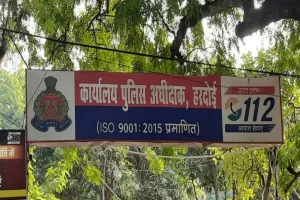 कार्यालय पुलिस अधीक्षक, हरदोई
(ISO 9001:2015 प्रमाणित)
112